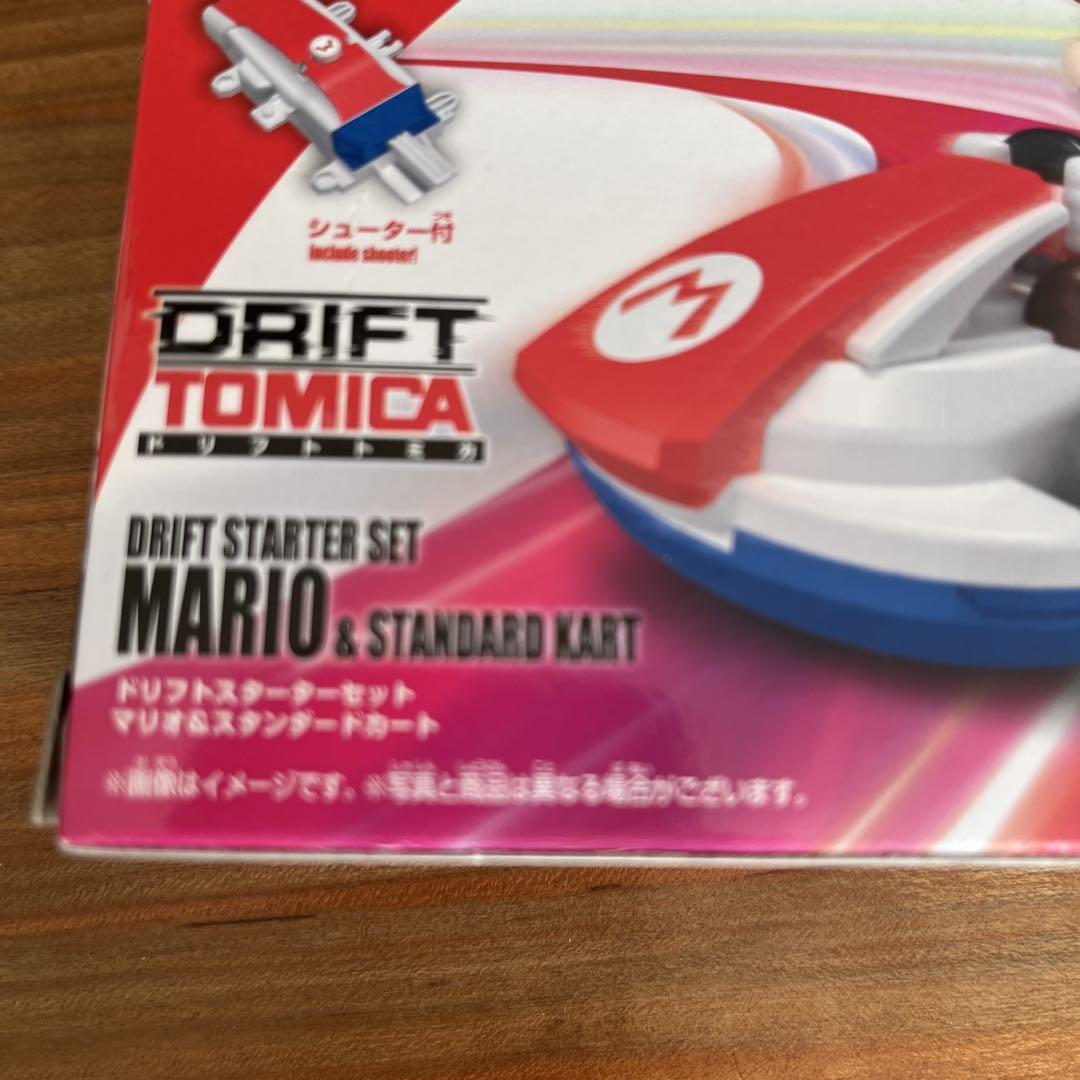 シューター付
Include shooter!
DRIFT
TOMICA
ドリフトトミカ
DRIFT STARTER SET
MARIO & STANDARD KART
ドリフトスターターセット
マリオ&スタンダードカート
※画像はイメージです。※写真と商品は異なる場合がございます。
M